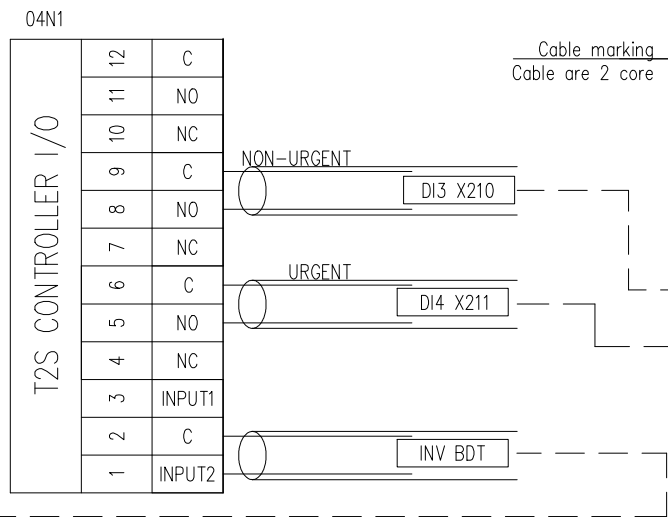 04N1
Cable marking
Cable are 2 core
T2S CONTROLLER I/O
12 C
11 NO
10 NC
9 C
8 NO
7 NC
6 C
5 NO
4 NC
3 INPUT1
2 C
1 INPUT2
NON-URGENT
DI3 X210
URGENT
DI4 X211
INV BDT